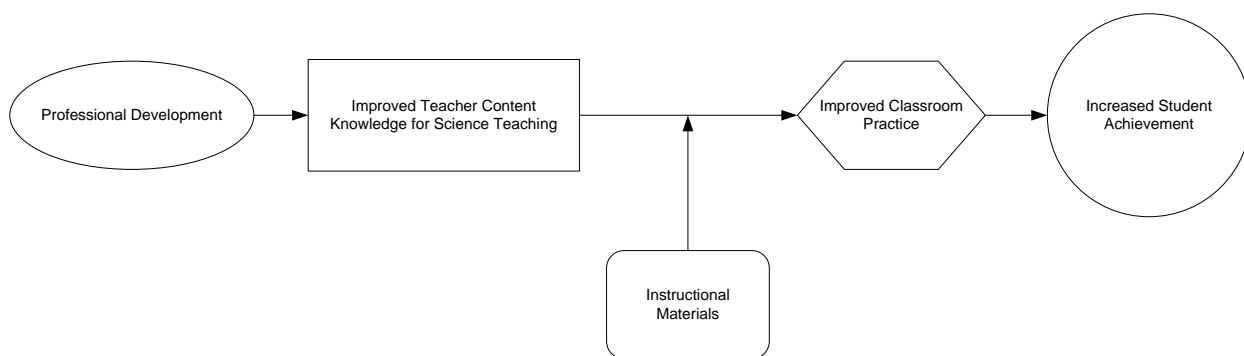 Professional Development
Improved Teacher Content
Knowledge for Science Teaching
Improved Classroom
Practice
Increased Student
Achievement
Instructional
Materials